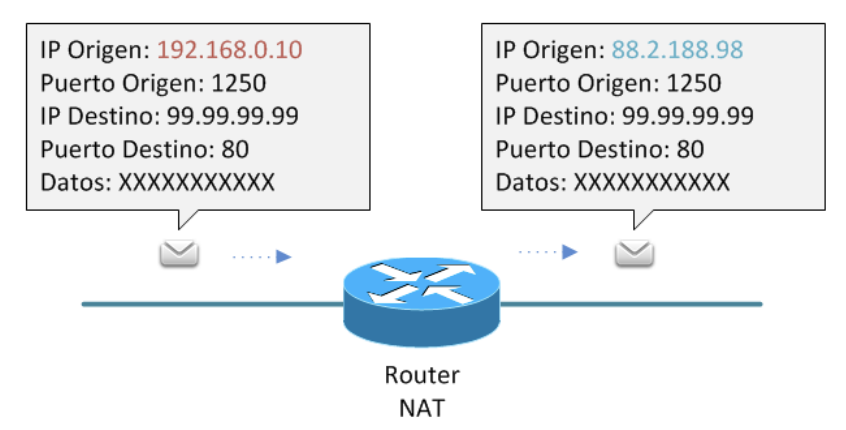 IP Origen: 192.168.0.10
Puerto Origen: 1250
IP Destino: 99.99.99.99
Puerto Destino: 80
Datos: XXXXXXXXXXX
IP Origen: 88.2.188.98
Puerto Origen: 1250
IP Destino: 99.99.99.99
Puerto Destino: 80
Datos: XXXXXXXXXXX
Router
NAT